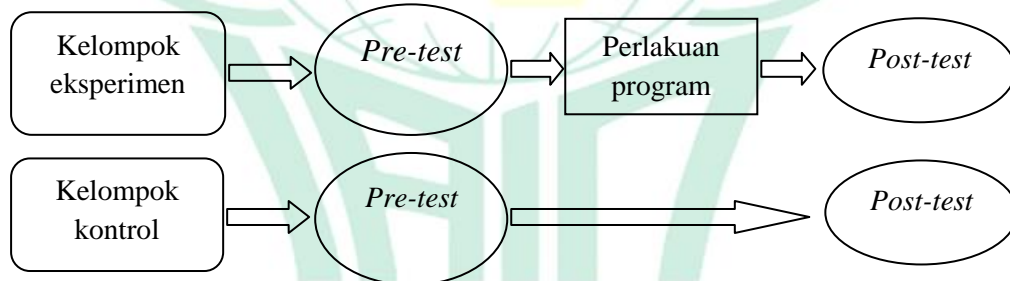 Kelompok
eksperimen
Pre-test
Perlakuan
program
Post-test
Kelompok
kontrol
Pre-test
Post-test